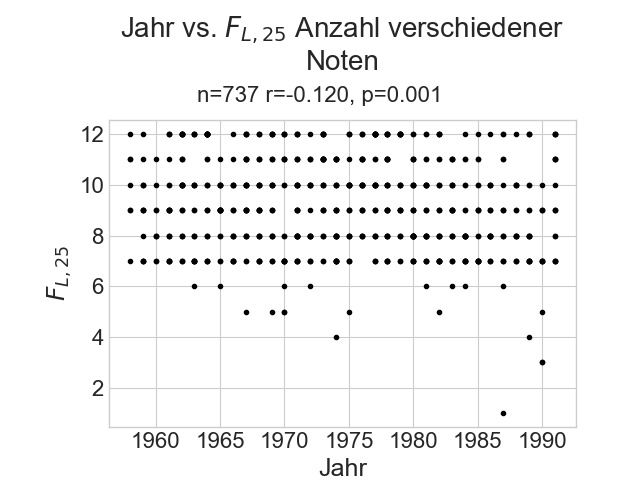 Jahr vs. F_{L, 25} Anzahl verschiedener
Noten
n=737 r=-0.120, p=0.001
12
10
8
6
4
2
F_{L, 25}
1960 1965 1970 1975 1980 1985 1990
Jahr